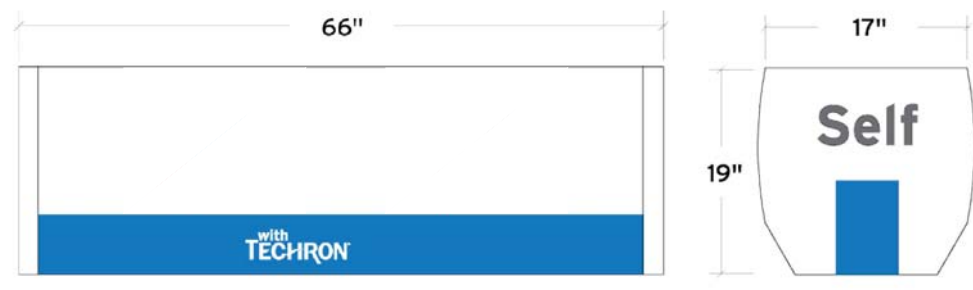 66"
17"
Self
19"
with
TECHRON